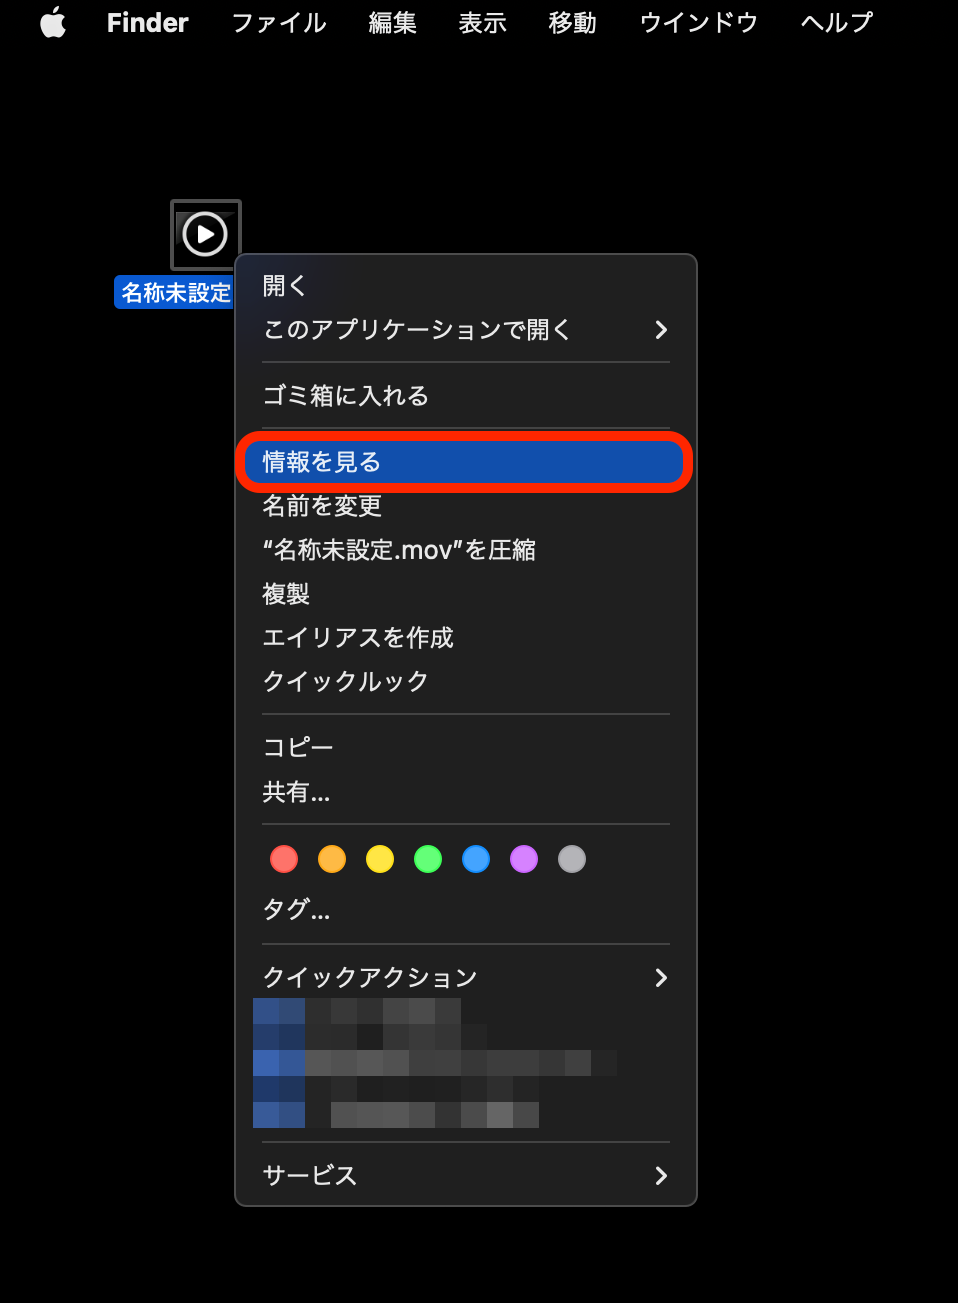 Finder ファイル 編集 表示 移動 ウインドウ ヘルプ
名称未設定
開く
このアプリケーションで開く
ゴミ箱に入れる
情報を見る
名前を変更
“名称未設定.mov”を圧縮
複製
エイリアスを作成
クイックルック
コピー
共有...
タグ...
クイックアクション
サービス